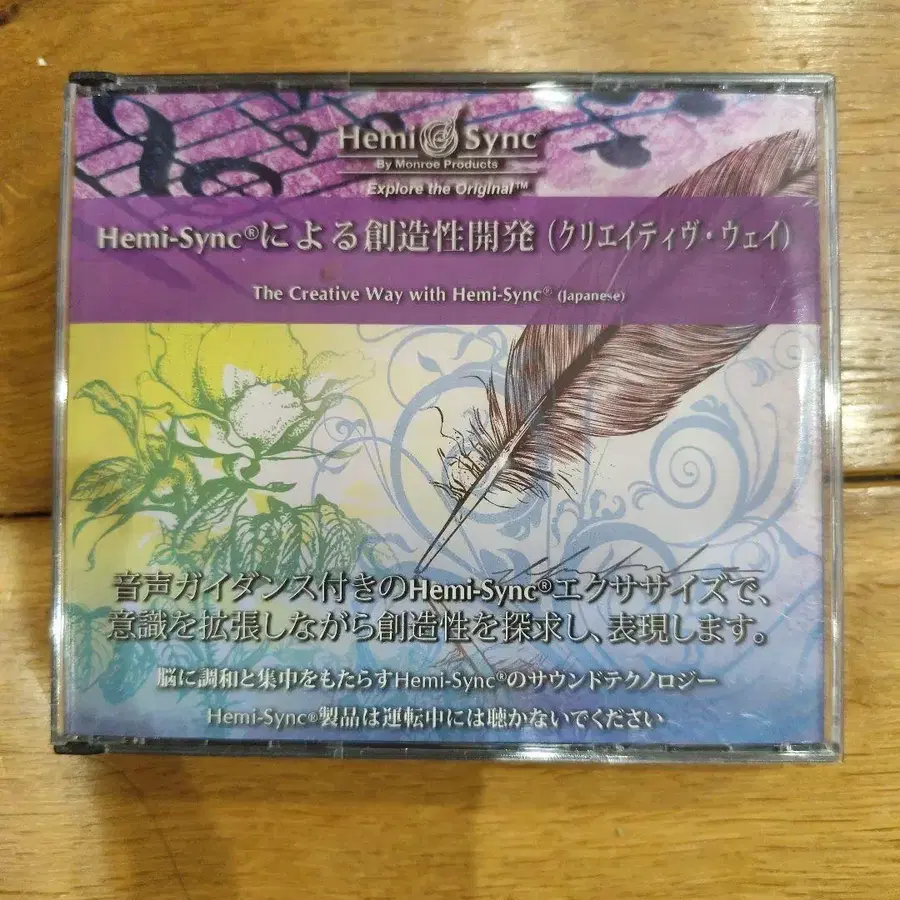 Hemi Sync
By Monroe Products
Explore the Original™
Hemi-Sync®による創造性開発(クリエイティヴ・ウェイ)
The Creative Way with Hemi-Sync® (Japanese)
音声ガイダンス付きのHemi-Sync®エクササイズで、
意識を拡張しながら創造性を探求し、表現します。
脳に調和と集中をもたらすHemi-Sync®のサウンドテクノロジー
Hemi-Sync®製品は運転中には聴かないでください